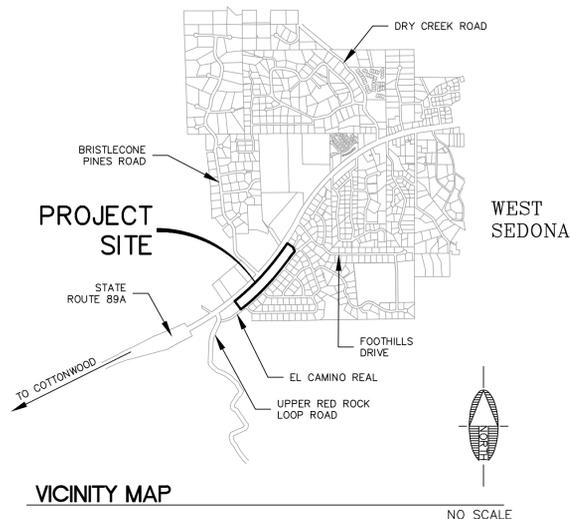 DRY CREEK ROAD
BRISTLECONE
PINES ROAD
PROJECT
SITE
WEST
SEDONA
STATE
ROUTE 89A
FOOTHILLS
DRIVE
TO COTTONWOOD
EL CAMINO REAL
UPPER RED ROCK
LOOP ROAD
NORTH
VICINITY MAP
NO SCALE